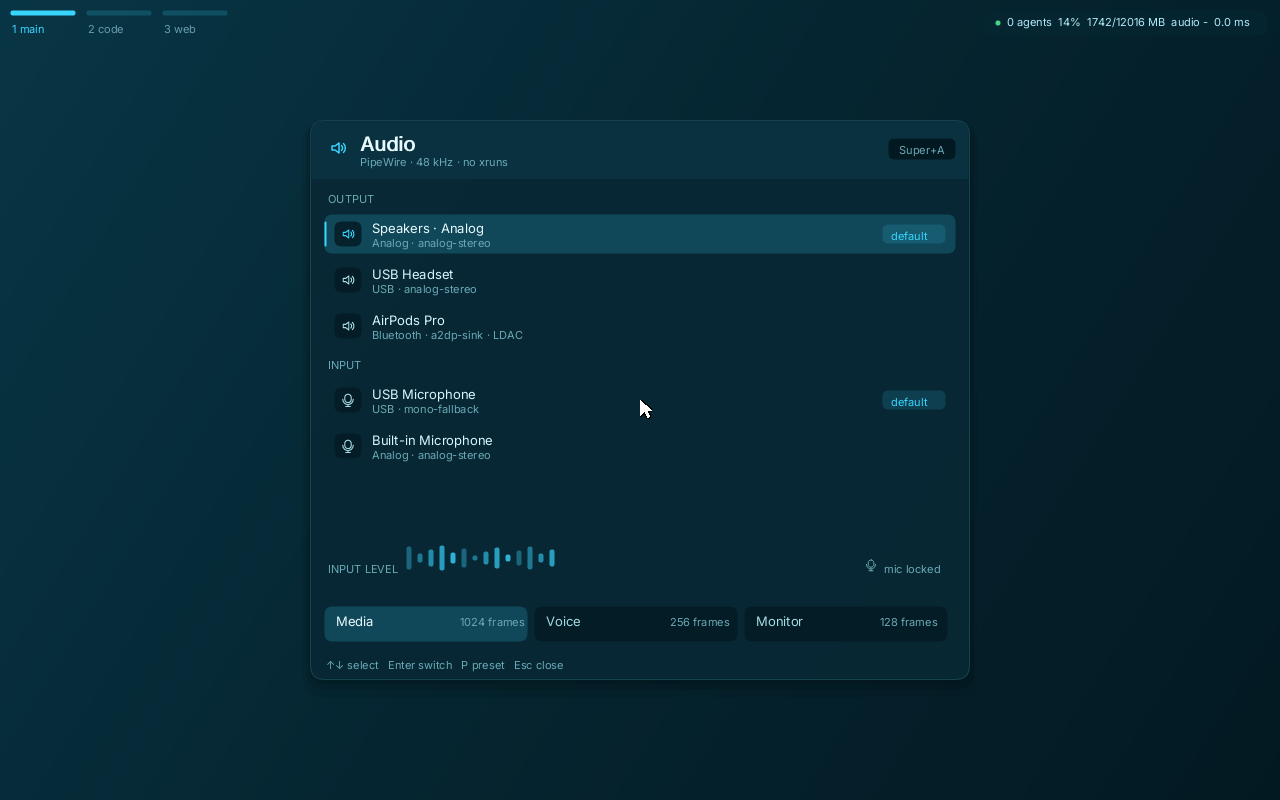 1 main 2 code 3 web
0 agents 14% 1742/12016 MB audio - 0.0 ms
Audio
PipeWire · 48 kHz · no xruns
Super+A
OUTPUT
Speakers · Analog
Analog · analog-stereo
default
USB Headset
USB · analog-stereo
AirPods Pro
Bluetooth · a2dp-sink · LDAC
INPUT
USB Microphone
USB · mono-fallback
default
Built-in Microphone
Analog · analog-stereo
INPUT LEVEL
mic locked
Media 1024 frames
Voice 256 frames
Monitor 128 frames
↑↓ select Enter switch P preset Esc close